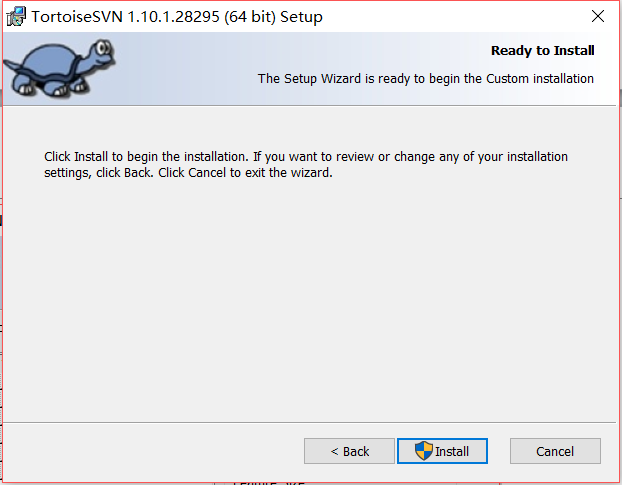 TortoiseSVN 1.10.1.28295 (64 bit) Setup
Ready to Install
The Setup Wizard is ready to begin the Custom installation
Click Install to begin the installation. If you want to review or change any of your installation
settings, click Back. Click Cancel to exit the wizard.
< Back Install Cancel